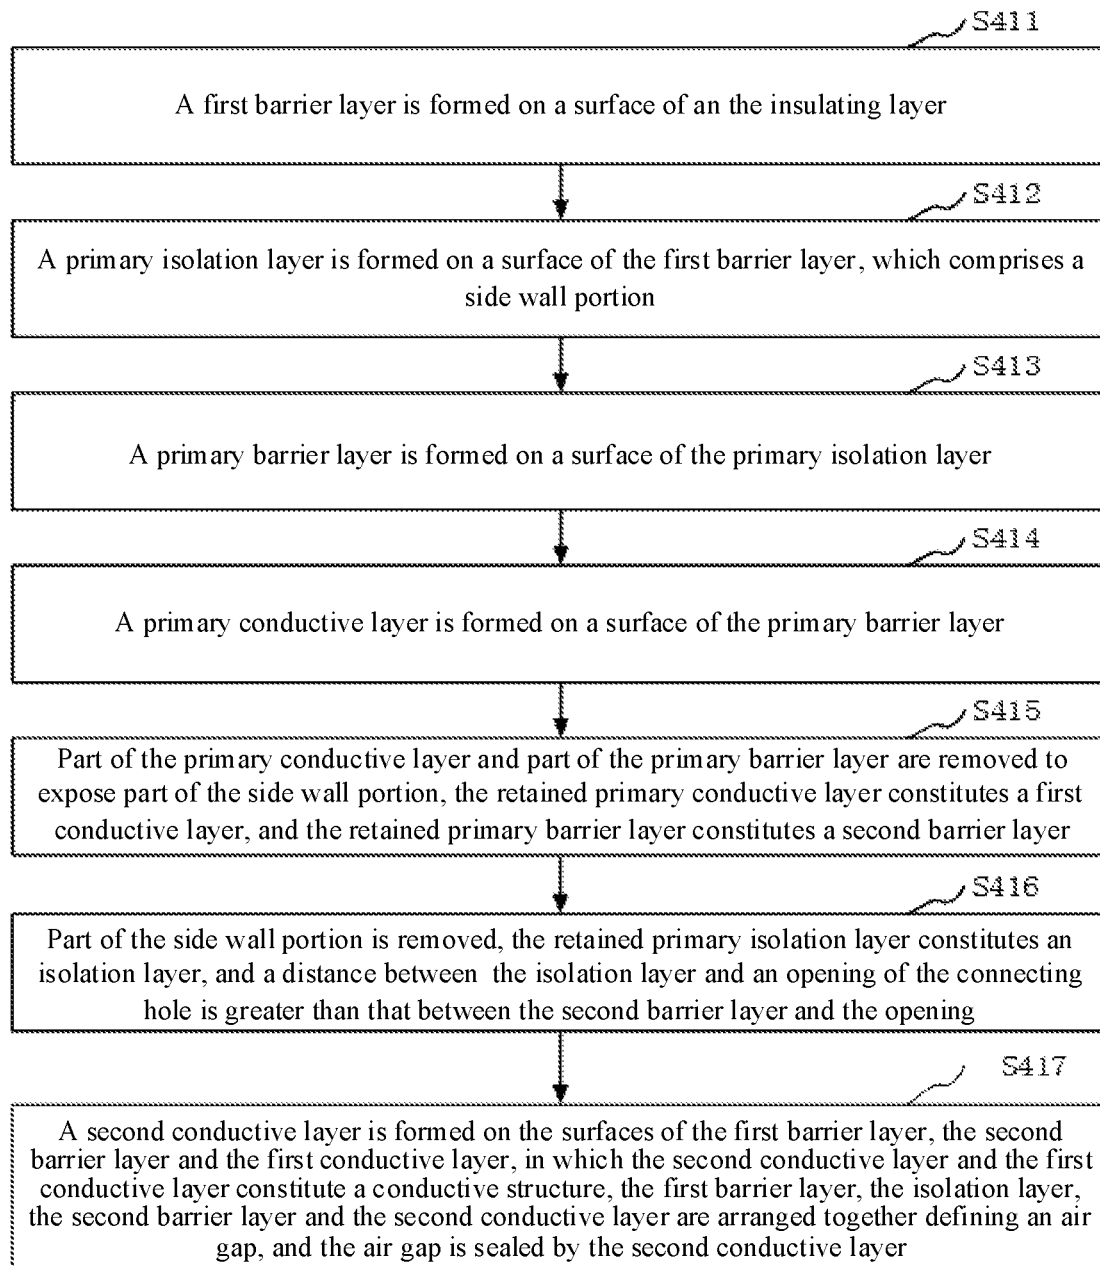 S411
A first barrier layer is formed on a surface of an the insulating layer
S412
A primary isolation layer is formed on a surface of the first barrier layer, which comprises a
side wall portion
S413
A primary barrier layer is formed on a surface of the primary isolation layer
S414
A primary conductive layer is formed on a surface of the primary barrier layer
S415
Part of the primary conductive layer and part of the primary barrier layer are removed to
expose part of the side wall portion, the retained primary conductive layer constitutes a first
conductive layer, and the retained primary barrier layer constitutes a second barrier layer
S416
Part of the side wall portion is removed, the retained primary isolation layer constitutes an
isolation layer, and a distance between the isolation layer and an opening of the connecting
hole is greater than that between the second barrier layer and the opening
S417
A second conductive layer is formed on the surfaces of the first barrier layer, the second
barrier layer and the first conductive layer, in which the second conductive layer and the first
conductive layer constitute a conductive structure, the first barrier layer, the isolation layer,
the second barrier layer and the second conductive layer are arranged together defining an air
gap, and the air gap is sealed by the second conductive layer